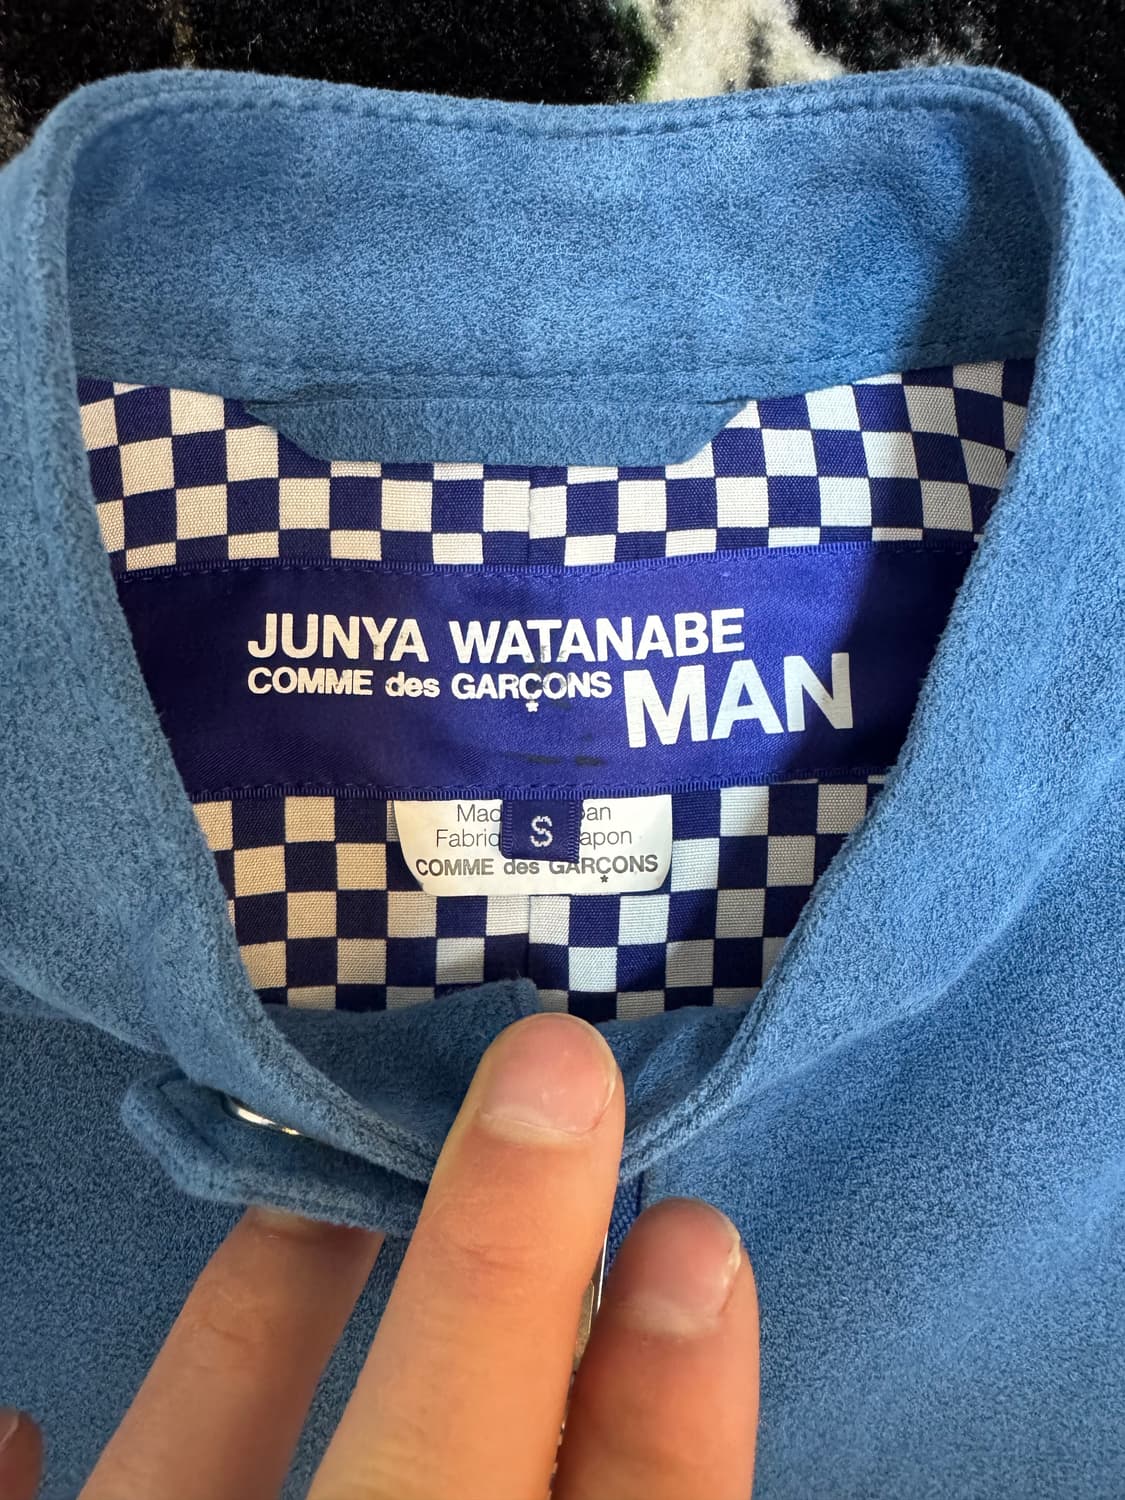 JUNYA WATANABE
COMME des GARÇONS MAN
S
COMME des GARÇONS